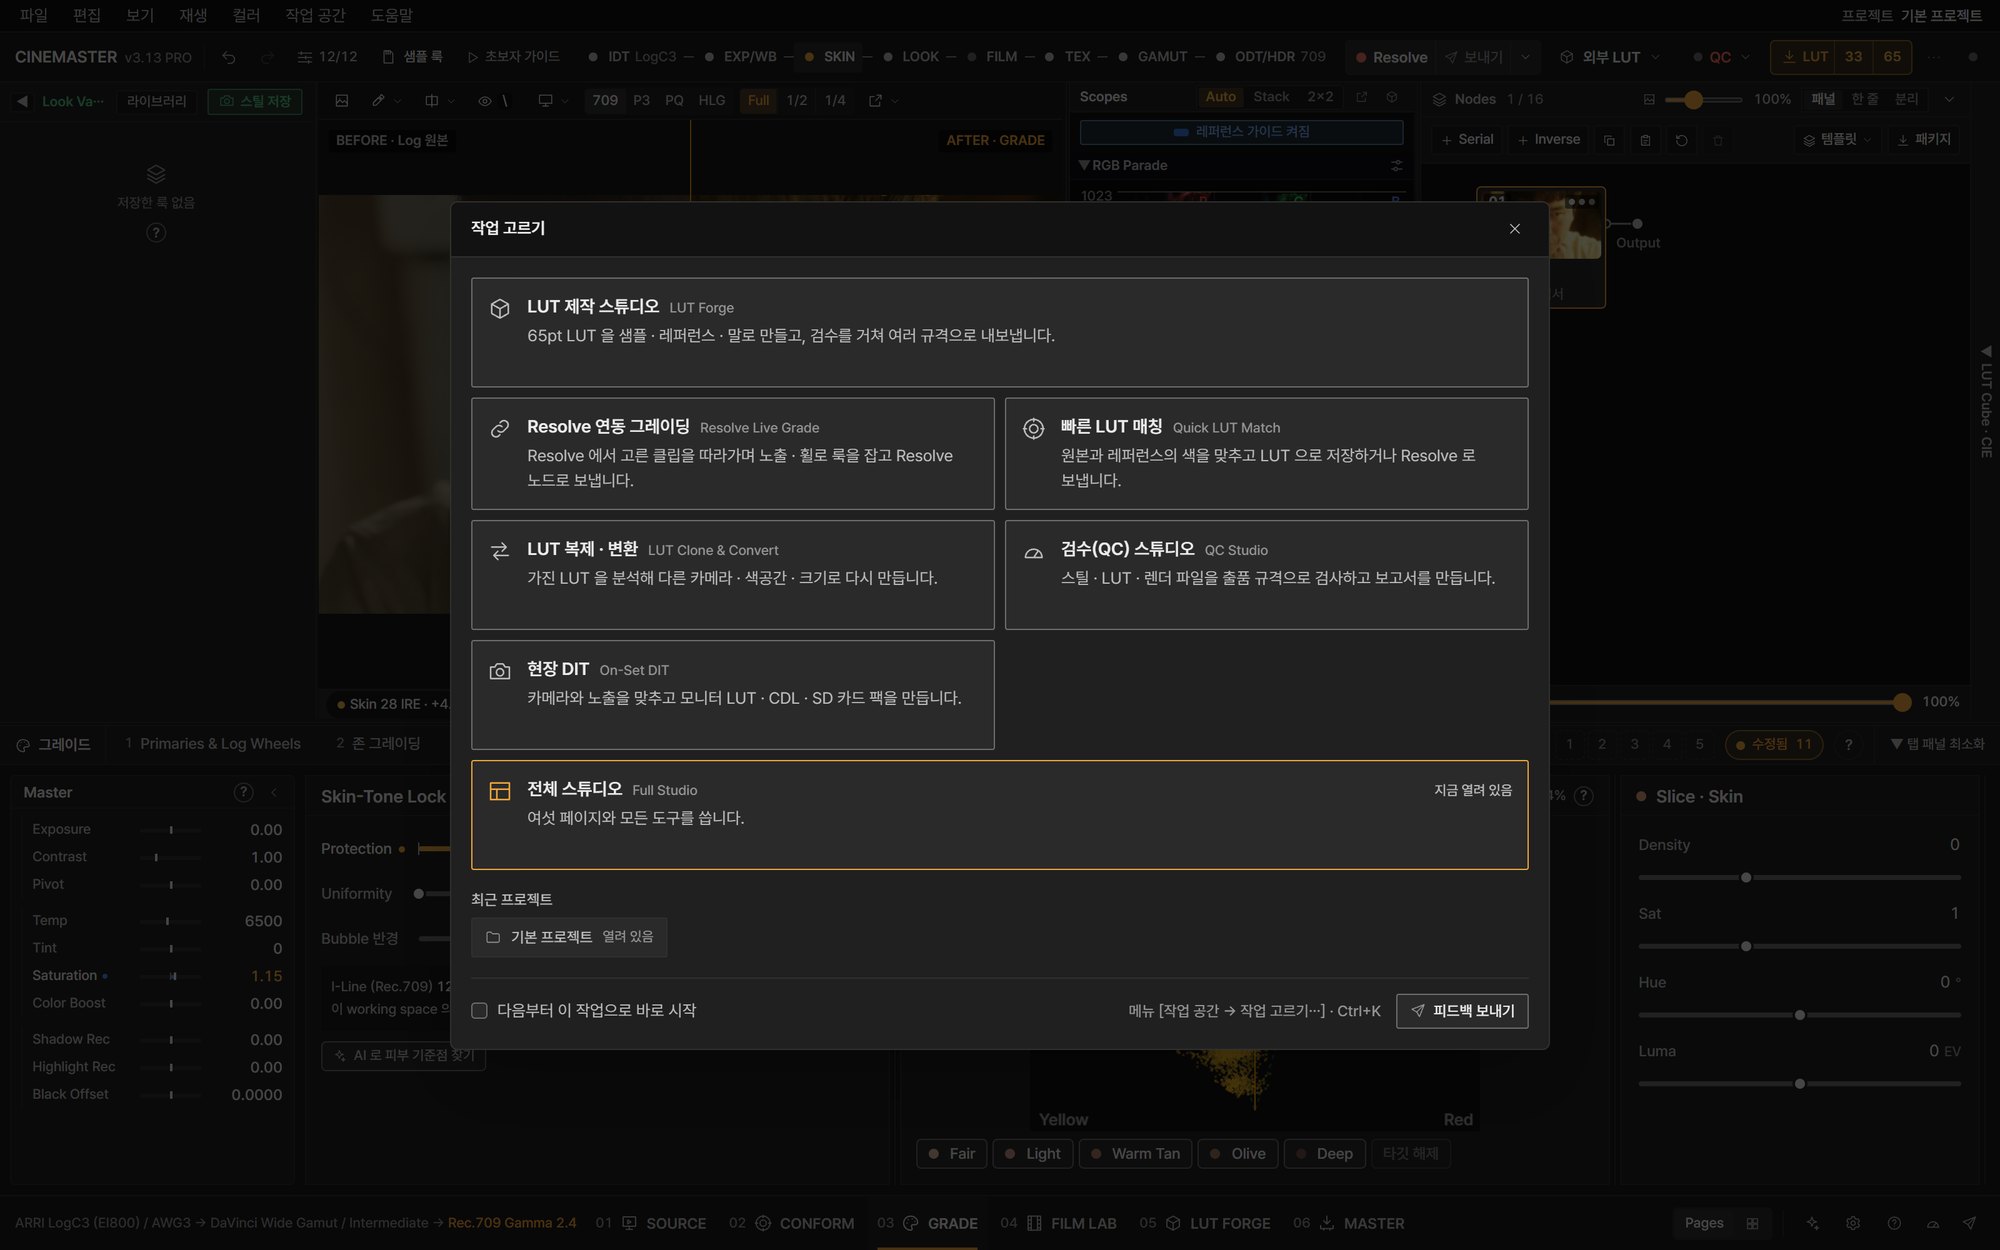 파일 편집 보기 재생 컬러 작업 공간 도움말 프로젝트 기본 프로젝트
CINEMASTER v3.13 PRO 12/12 샘플 룩 초보자 가이드 IDT LogC3 EXP/WB SKIN LOOK FILM TEX GAMUT ODT/HDR 709 Resolve 보내기 외부 LUT QC LUT 33 65
Look Va··· 라이브러리 스틸 저장 709 P3 PQ HLG Full 1/2 1/4
Scopes Auto Stack 2×2
Nodes 1 / 16 100% 패널 한 줄 분리
BEFORE · Log 원본
AFTER · GRADE
레퍼런스 가이드 켜짐
+ Serial + Inverse 템플릿 패키지
RGB Parade
1023
저장한 룩 없음
?
01
Output
작업 고르기
LUT 제작 스튜디오 LUT Forge
65pt LUT 을 샘플 · 레퍼런스 · 말로 만들고, 검수를 거쳐 여러 규격으로 내보냅니다.
Resolve 연동 그레이딩 Resolve Live Grade
Resolve 에서 고른 클립을 따라가며 노출 · 휠로 룩을 잡고 Resolve
노드로 보냅니다.
빠른 LUT 매칭 Quick LUT Match
원본과 레퍼런스의 색을 맞추고 LUT 으로 저장하거나 Resolve 로
보냅니다.
LUT 복제 · 변환 LUT Clone & Convert
가진 LUT 을 분석해 다른 카메라 · 색공간 · 크기로 다시 만듭니다.
검수(QC) 스튜디오 QC Studio
스틸 · LUT · 렌더 파일을 출품 규격으로 검사하고 보고서를 만듭니다.
현장 DIT On-Set DIT
카메라와 노출을 맞추고 모니터 LUT · CDL · SD 카드 팩을 만듭니다.
전체 스튜디오 Full Studio 지금 열려 있음
여섯 페이지와 모든 도구를 씁니다.
최근 프로젝트
기본 프로젝트 열려 있음
다음부터 이 작업으로 바로 시작
메뉴 [작업 공간 → 작업 고르기···] · Ctrl+K
피드백 보내기
LUT Cube · CIE
Skin 28 IRE · +4.
100%
그레이드 1 Primaries & Log Wheels 2 존 그레이딩
1 2 3 4 5 수정됨 11 ? 탭 패널 최소화
Master ?
Exposure 0.00
Contrast 1.00
Pivot 0.00
Temp 6500
Tint 0
Saturation 1.15
Color Boost 0.00
Shadow Rec 0.00
Highlight Rec 0.00
Black Offset 0.0000
Skin-Tone Lock
Protection
Uniformity
Bubble 반경
I-Line (Rec.709) 12
이 working space
AI 로 피부 기준점 찾기
4% ?
Yellow Red
Fair Light Warm Tan Olive Deep 타깃 해제
Slice · Skin
Density 0
Sat 1
Hue 0 °
Luma 0 EV
ARRI LogC3 (EI800) / AWG3 → DaVinci Wide Gamut / Intermediate → Rec.709 Gamma 2.4
01 SOURCE 02 CONFORM 03 GRADE 04 FILM LAB 05 LUT FORGE 06 MASTER
Pages